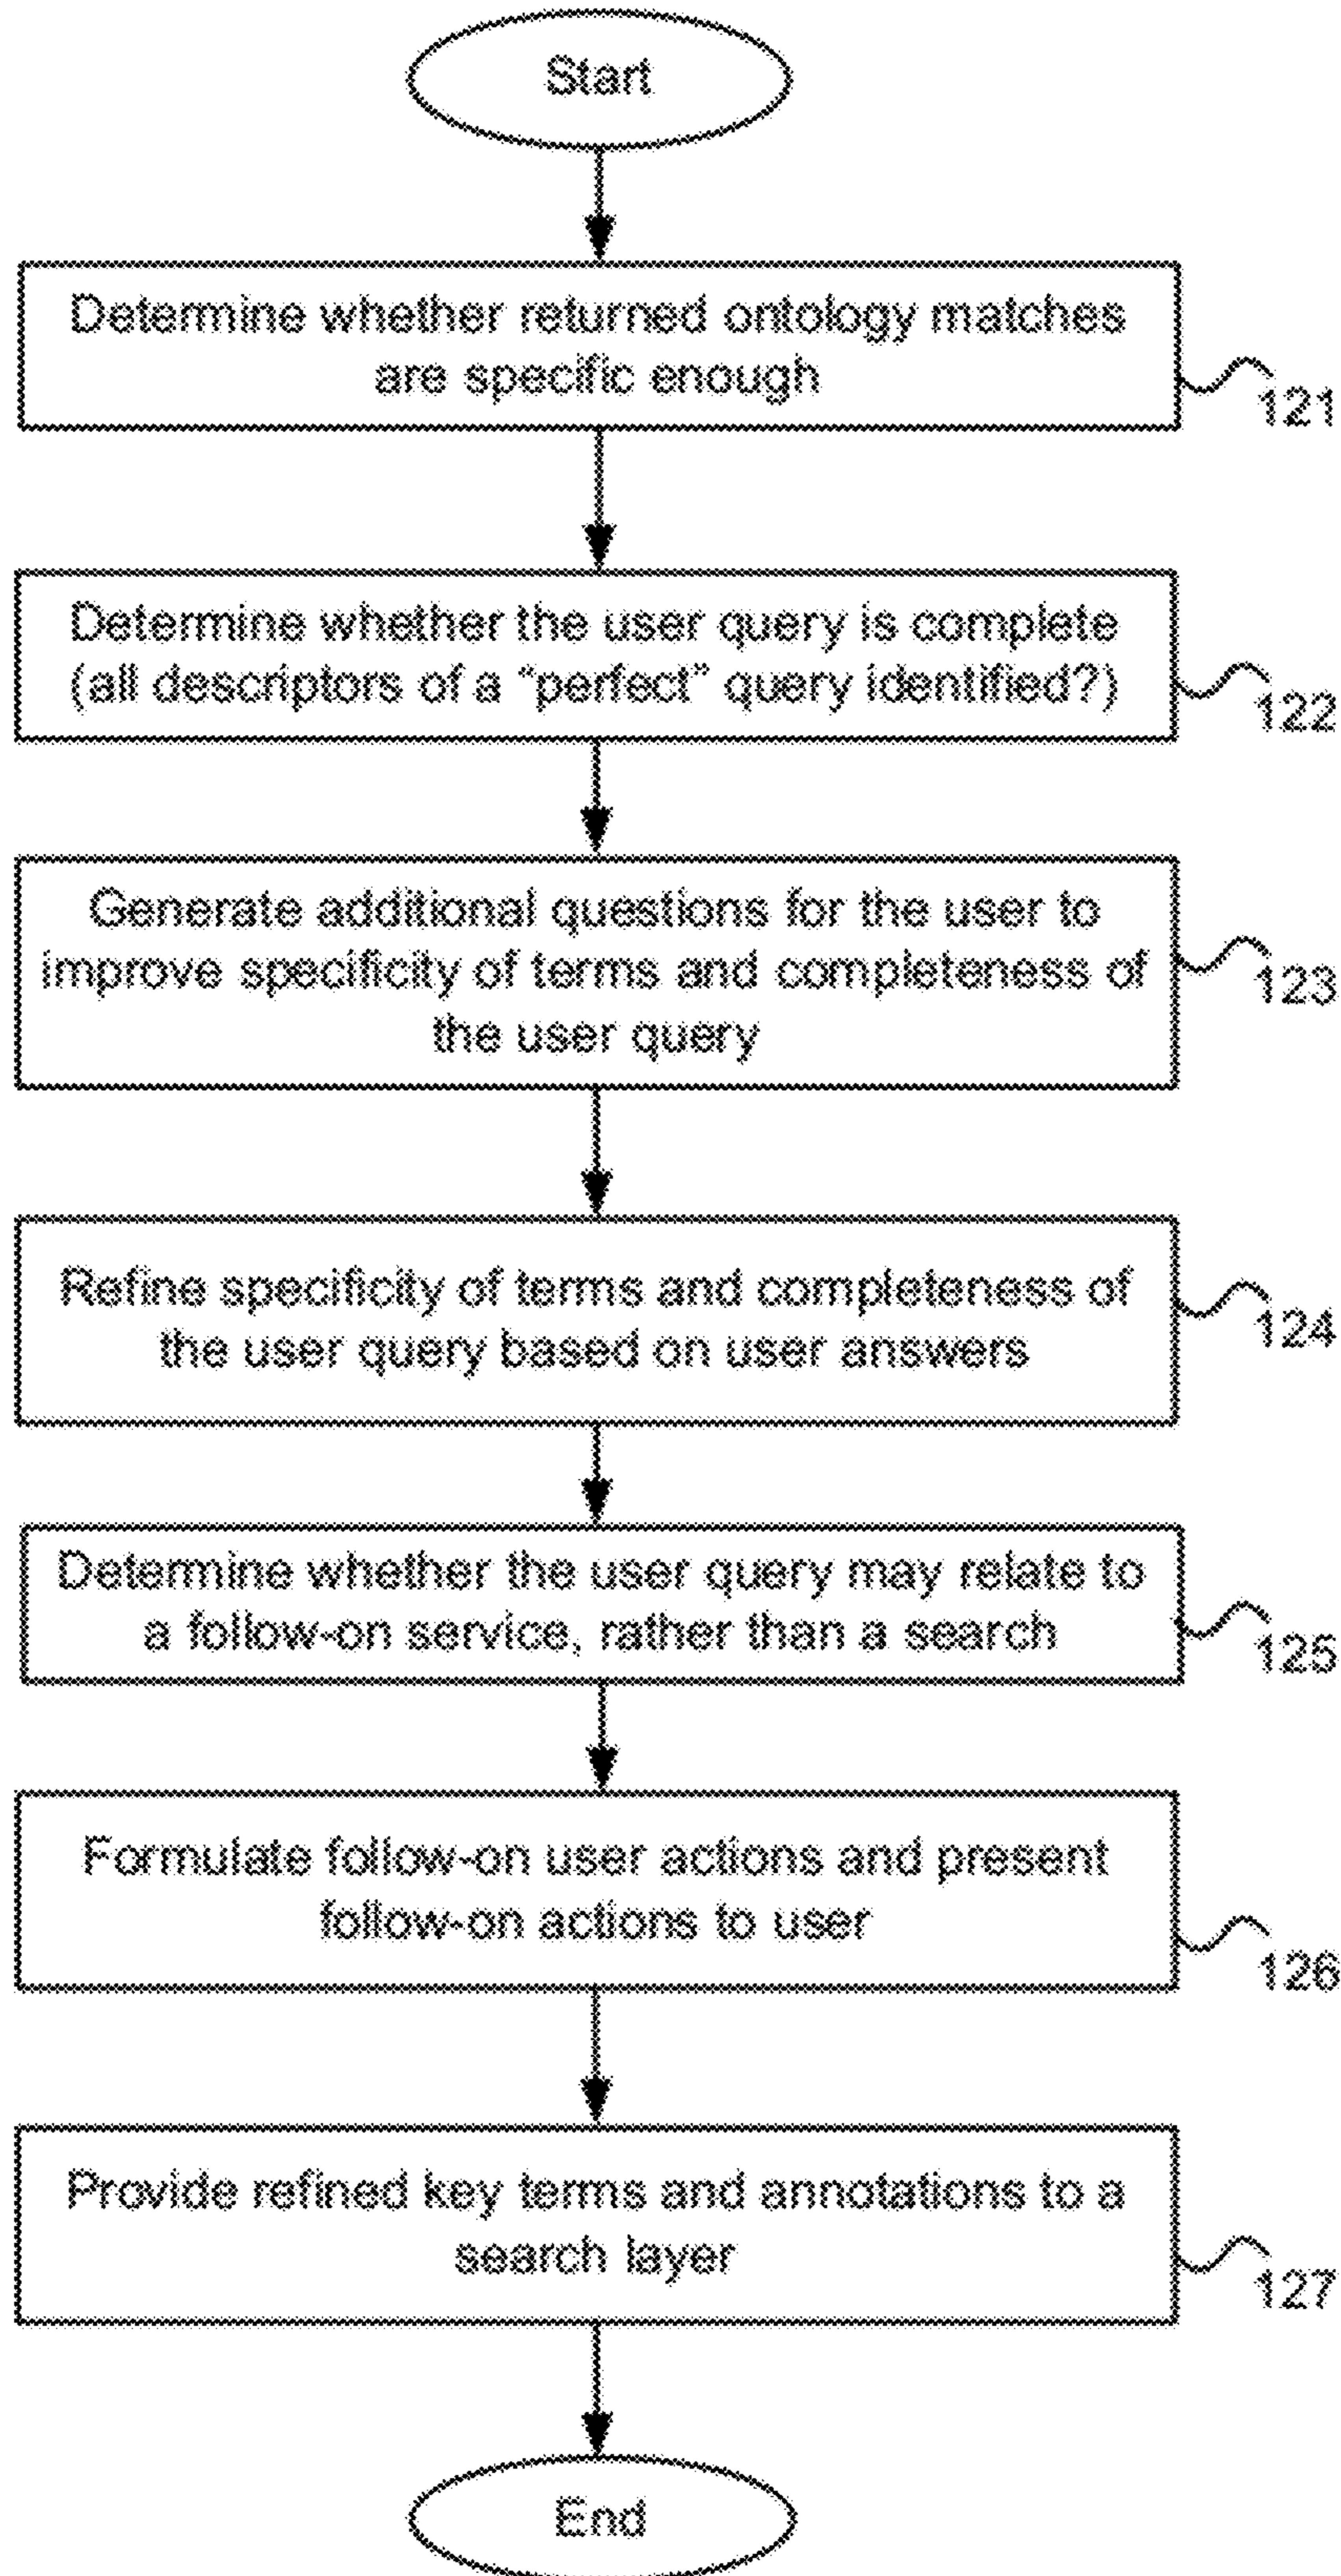 Start
Determine whether returned ontology matches
are specific enough
121
Determine whether the user query is complete
(all descriptors of a “perfect” query identified?)
122
Generate additional questions for the user to
improve specificity of terms and completeness of
the user query
123
Refine specificity of terms and completeness of
the user query based on user answers
124
Determine whether the user query may relate to
a follow-on service, rather than a search
125
Formulate follow-on user actions and present
follow-on actions to user
126
Provide refined key terms and annotations to a
search layer
127
End